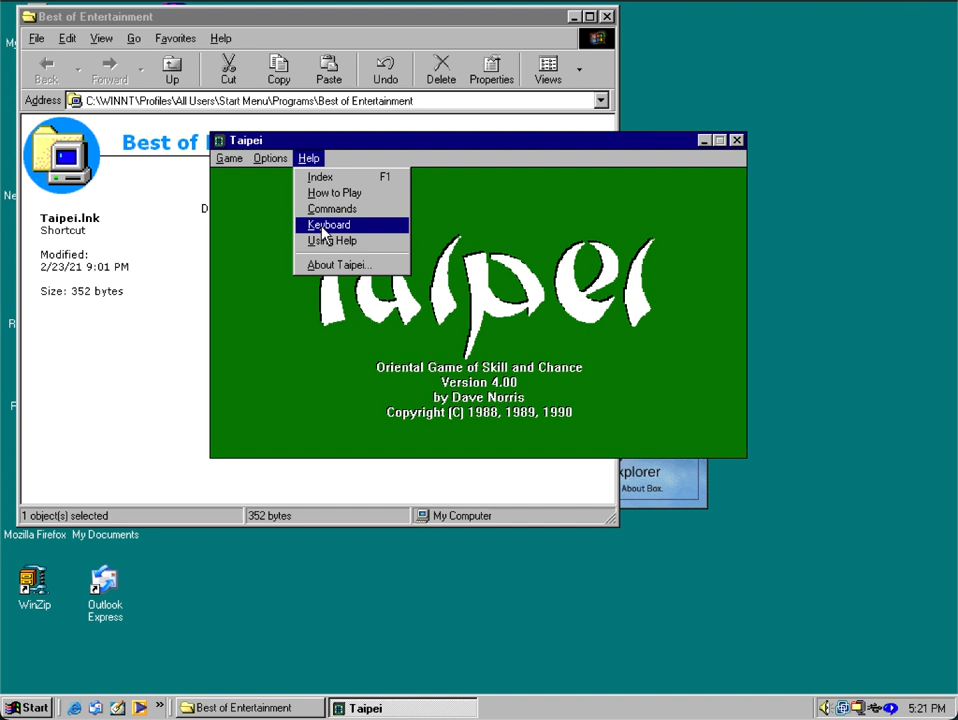 Best of Entertainment
File Edit View Go Favorites Help
Back Forward Up Cut Copy Paste Undo Delete Properties Views
Address C:\WINNT\Profiles\All Users\Start Menu\Programs\Best of Entertainment
Best of
Taipei.lnk
Shortcut
Modified:
2/23/21 9:01 PM
Size: 352 bytes
1 object(s) selected 352 bytes My Computer
Taipei
Game Options Help
Index F1
How to Play
Commands
Keyboard
Using Help
About Taipei...
Taipei
Oriental Game of Skill and Chance
Version 4.00
by Dave Norris
Copyright (C) 1988, 1989, 1990
xplorer
About Box.
Mozilla Firefox My Documents
WinZip
Outlook
Express
Start Best of Entertainment Taipei 5:21 PM